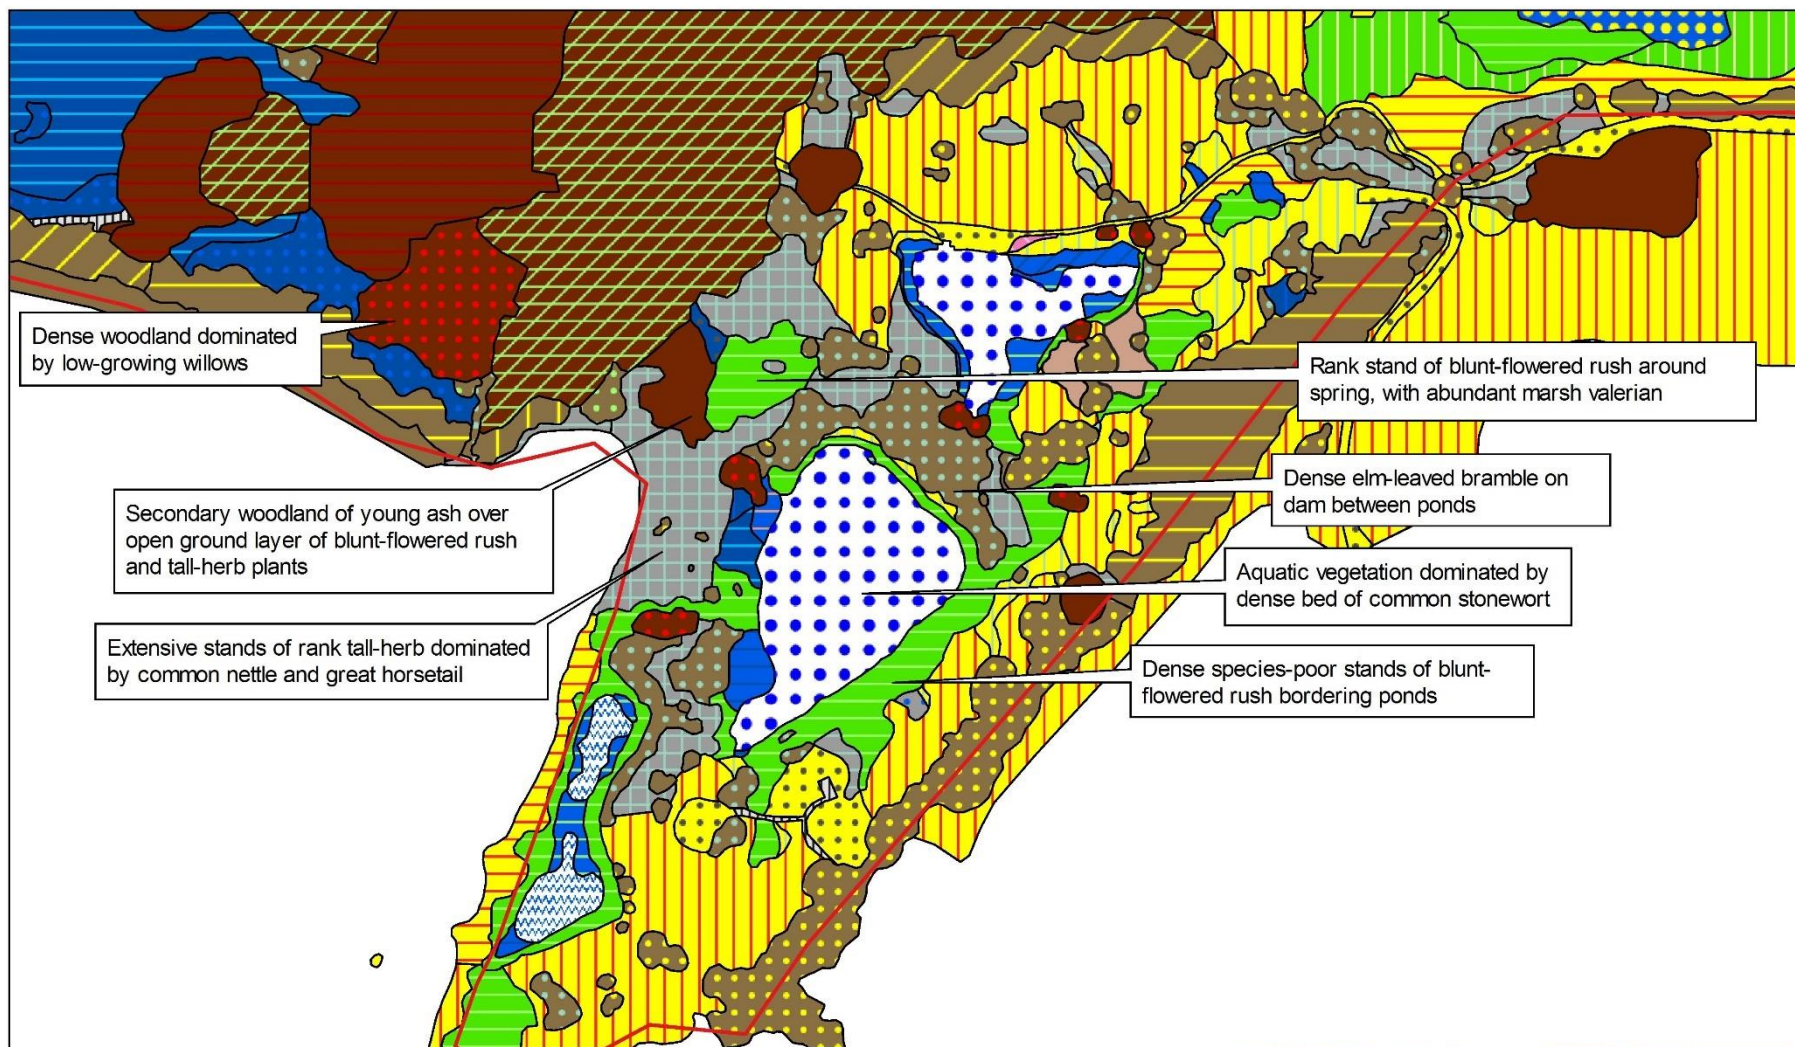 Dense woodland dominated
by low-growing willows
Rank stand of blunt-flowered rush around
spring, with abundant marsh valerian
Dense elm-leaved bramble on
dam between ponds
Secondary woodland of young ash over
open ground layer of blunt-flowered rush
and tall-herb plants
Aquatic vegetation dominated by
dense bed of common stonewort
Extensive stands of rank tall-herb dominated
by common nettle and great horsetail
Dense species-poor stands of blunt-
flowered rush bordering ponds